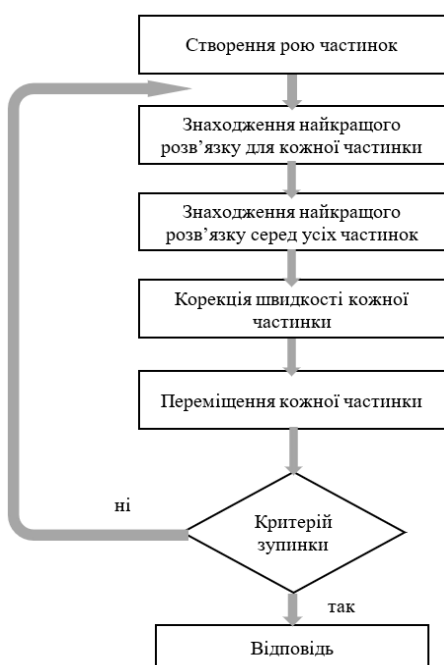 Створення рою частинок
Знаходження найкращого
розв’язку для кожної частинки
Знаходження найкращого
розв’язку серед усіх частинок
Корекція швидкості кожної
частинки
Переміщення кожної частинки
ні
Критерій
зупинки
так
Відповідь